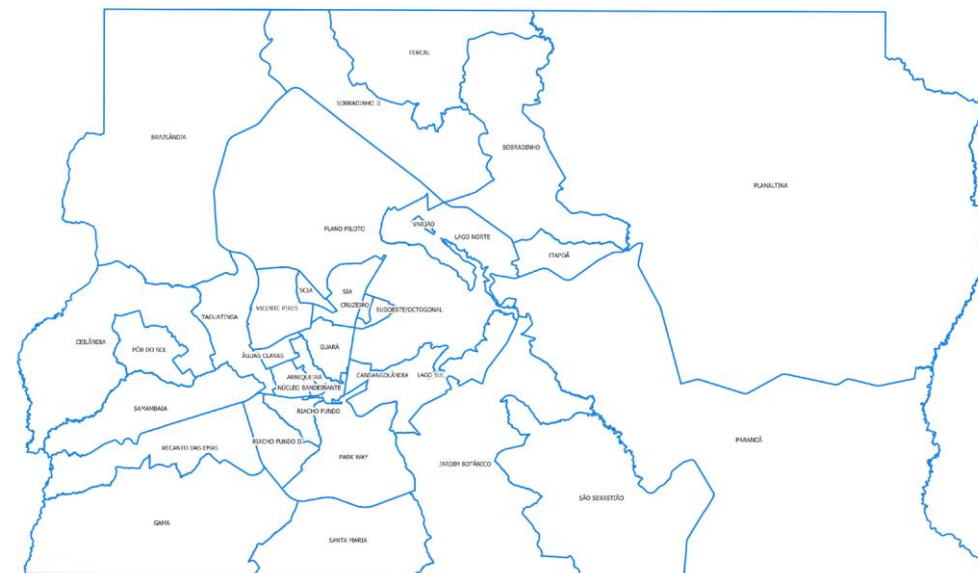 FERCAL
SOBRADINHO II
BRAZLÂNDIA
SOBRADINHO
PLANALTINA
VARJÃO
PLANO PILOTO
LAGO NORTE
ITAPOÃ
SCIA
SIA
VICENTE PIRES
CRUZEIRO
SUDOESTE/OCTOGONAL
TAGUATINGA
CEILÂNDIA
PÔR DO SOL
GUARÁ
ÁGUAS CLARAS
ARNIQUEIRA
CANDANGOLÂNDIA
LAGO SUL
NÚCLEO BANDEIRANTE
SAMAMBAIA
RIACHO FUNDO
RIACHO FUNDO II
PARANOÁ
RECANTO DAS EMAS
PARK WAY
JARDIM BOTÂNICO
SÃO SEBASTIÃO
GAMA
SANTA MARIA